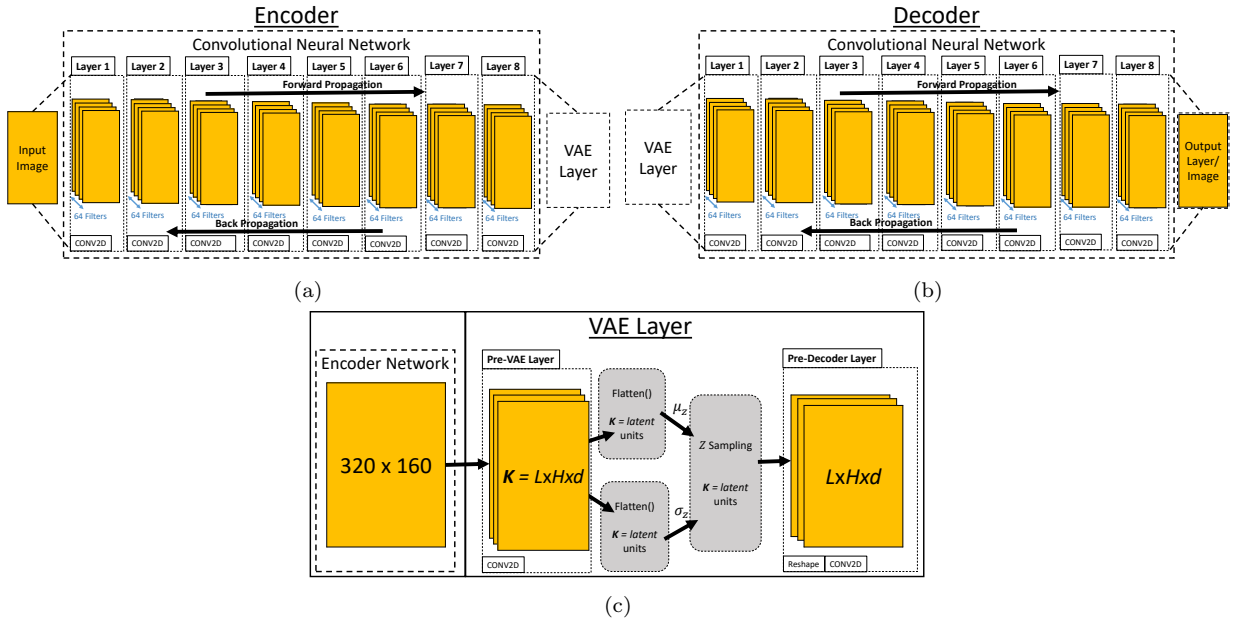 Encoder
Convolutional Neural Network
Layer 1 Layer 2 Layer 3 Layer 4 Layer 5 Layer 6 Layer 7 Layer 8
Forward Propagation
Input
Image
VAE
Layer
64 Filters 64 Filters 64 Filters 64 Filters 64 Filters 64 Filters 64 Filters 64 Filters
Back Propagation
CONV2D CONV2D CONV2D CONV2D CONV2D CONV2D CONV2D CONV2D
(a)
Decoder
Convolutional Neural Network
Layer 1 Layer 2 Layer 3 Layer 4 Layer 5 Layer 6 Layer 7 Layer 8
Forward Propagation
VAE
Layer
Output
Layer/
Image
64 Filters 64 Filters 64 Filters 64 Filters 64 Filters 64 Filters 64 Filters 64 Filters
Back Propagation
CONV2D CONV2D CONV2D CONV2D CONV2D CONV2D CONV2D CONV2D
(b)
VAE Layer
Encoder Network
320 x 160
Pre-VAE Layer
K = LxHxd
CONV2D
Flatten()
K = latent
units
μz
Flatten()
K = latent
units
σz
Z Sampling
K = latent
units
Pre-Decoder Layer
LxHxd
Reshape CONV2D
(c)